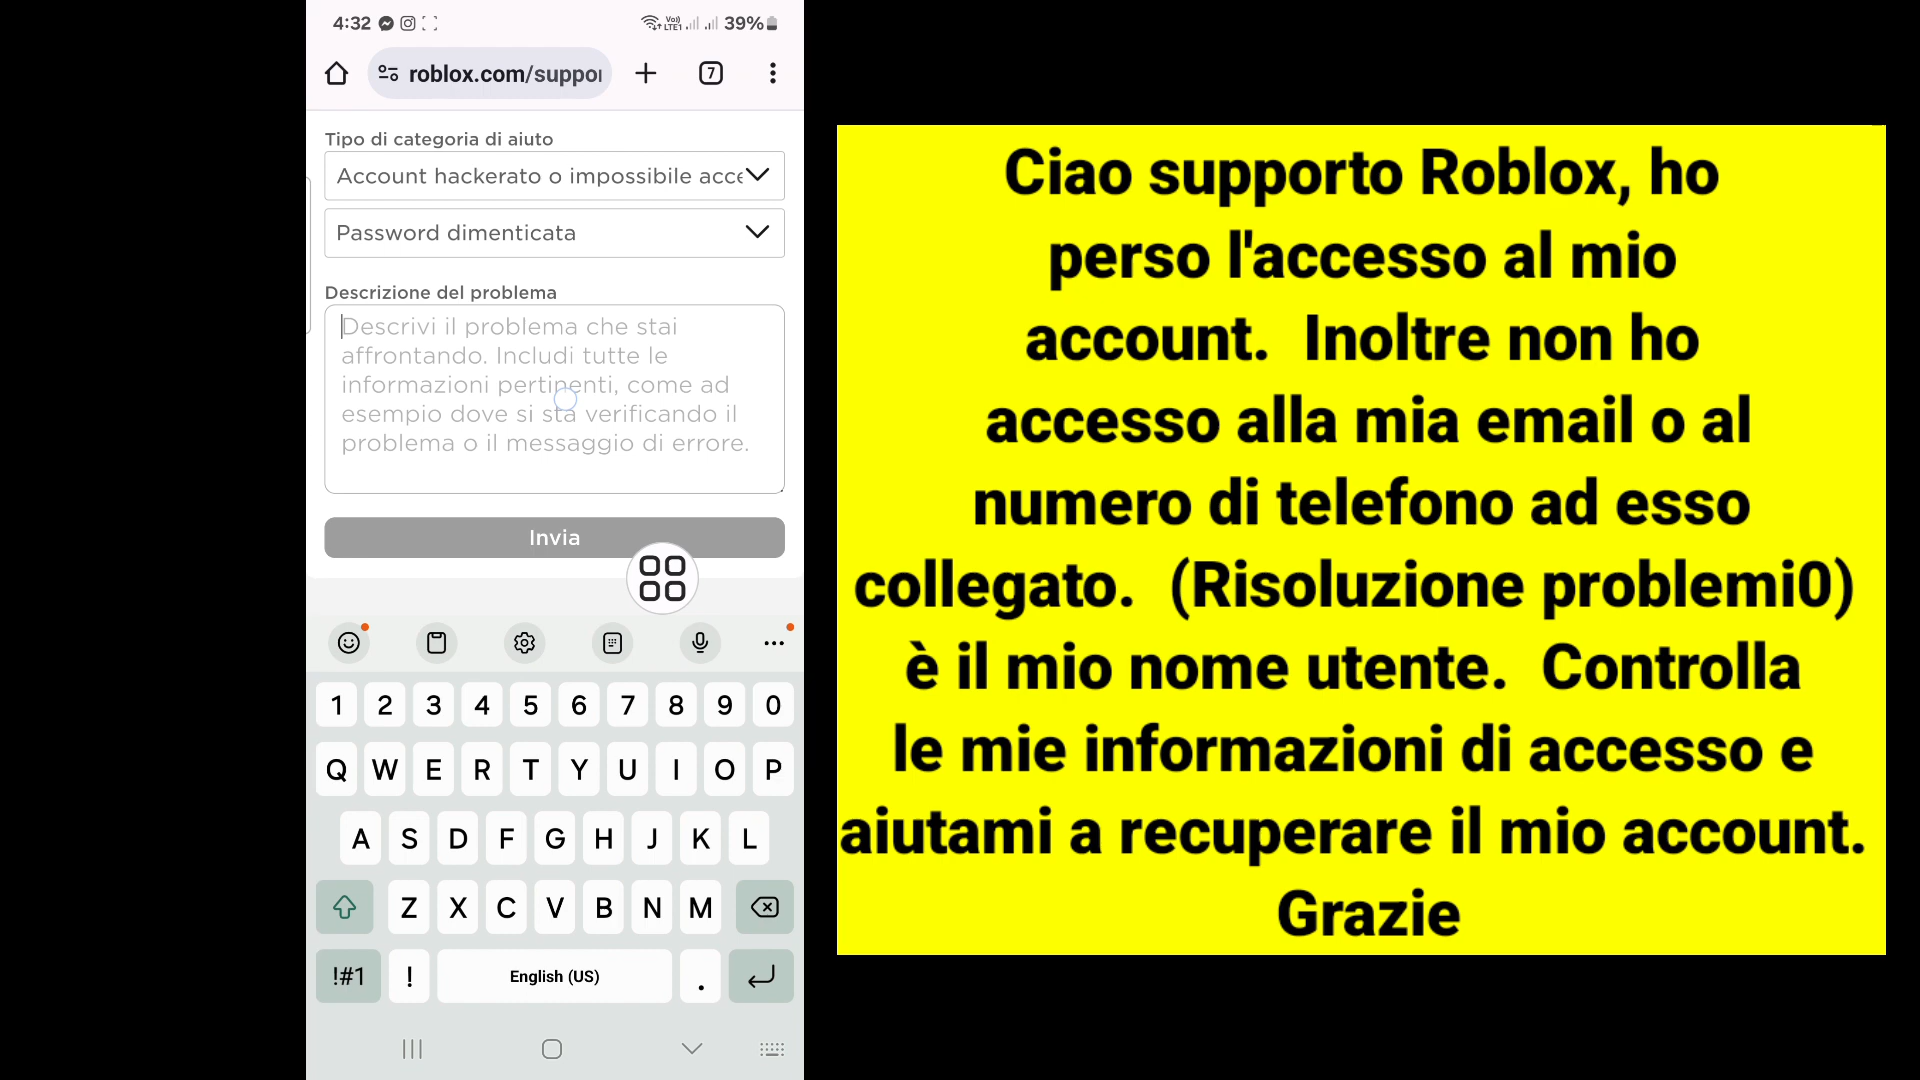 4:32
Vo)) LTE1
39%
roblox.com/suppo
7
Tipo di categoria di aiuto
Account hackerato o impossibile acce
Password dimenticata
Descrizione del problema
Descrivi il problema che stai
affrontando. Includi tutte le
informazioni pertinenti, come ad
esempio dove si sta verificando il
problema o il messaggio di errore.
Invia
1 2 3 4 5 6 7 8 9 0
Q W E R T Y U I O P
A S D F G H J K L
Z X C V B N M
!#1 ! English (US) .
Ciao supporto Roblox, ho
perso l'accesso al mio
account. Inoltre non ho
accesso alla mia email o al
numero di telefono ad esso
collegato. (Risoluzione problemi0)
è il mio nome utente. Controlla
le mie informazioni di accesso e
aiutami a recuperare il mio account.
Grazie